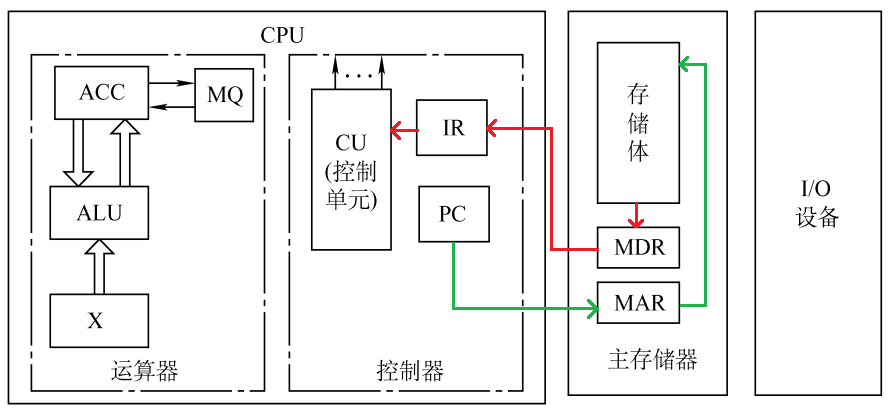 CPU
ACC
MQ
ALU
X
运算器
CU
(控制
单元)
IR
PC
控制器
存
储
体
MDR
MAR
主存储器
I/O
设备